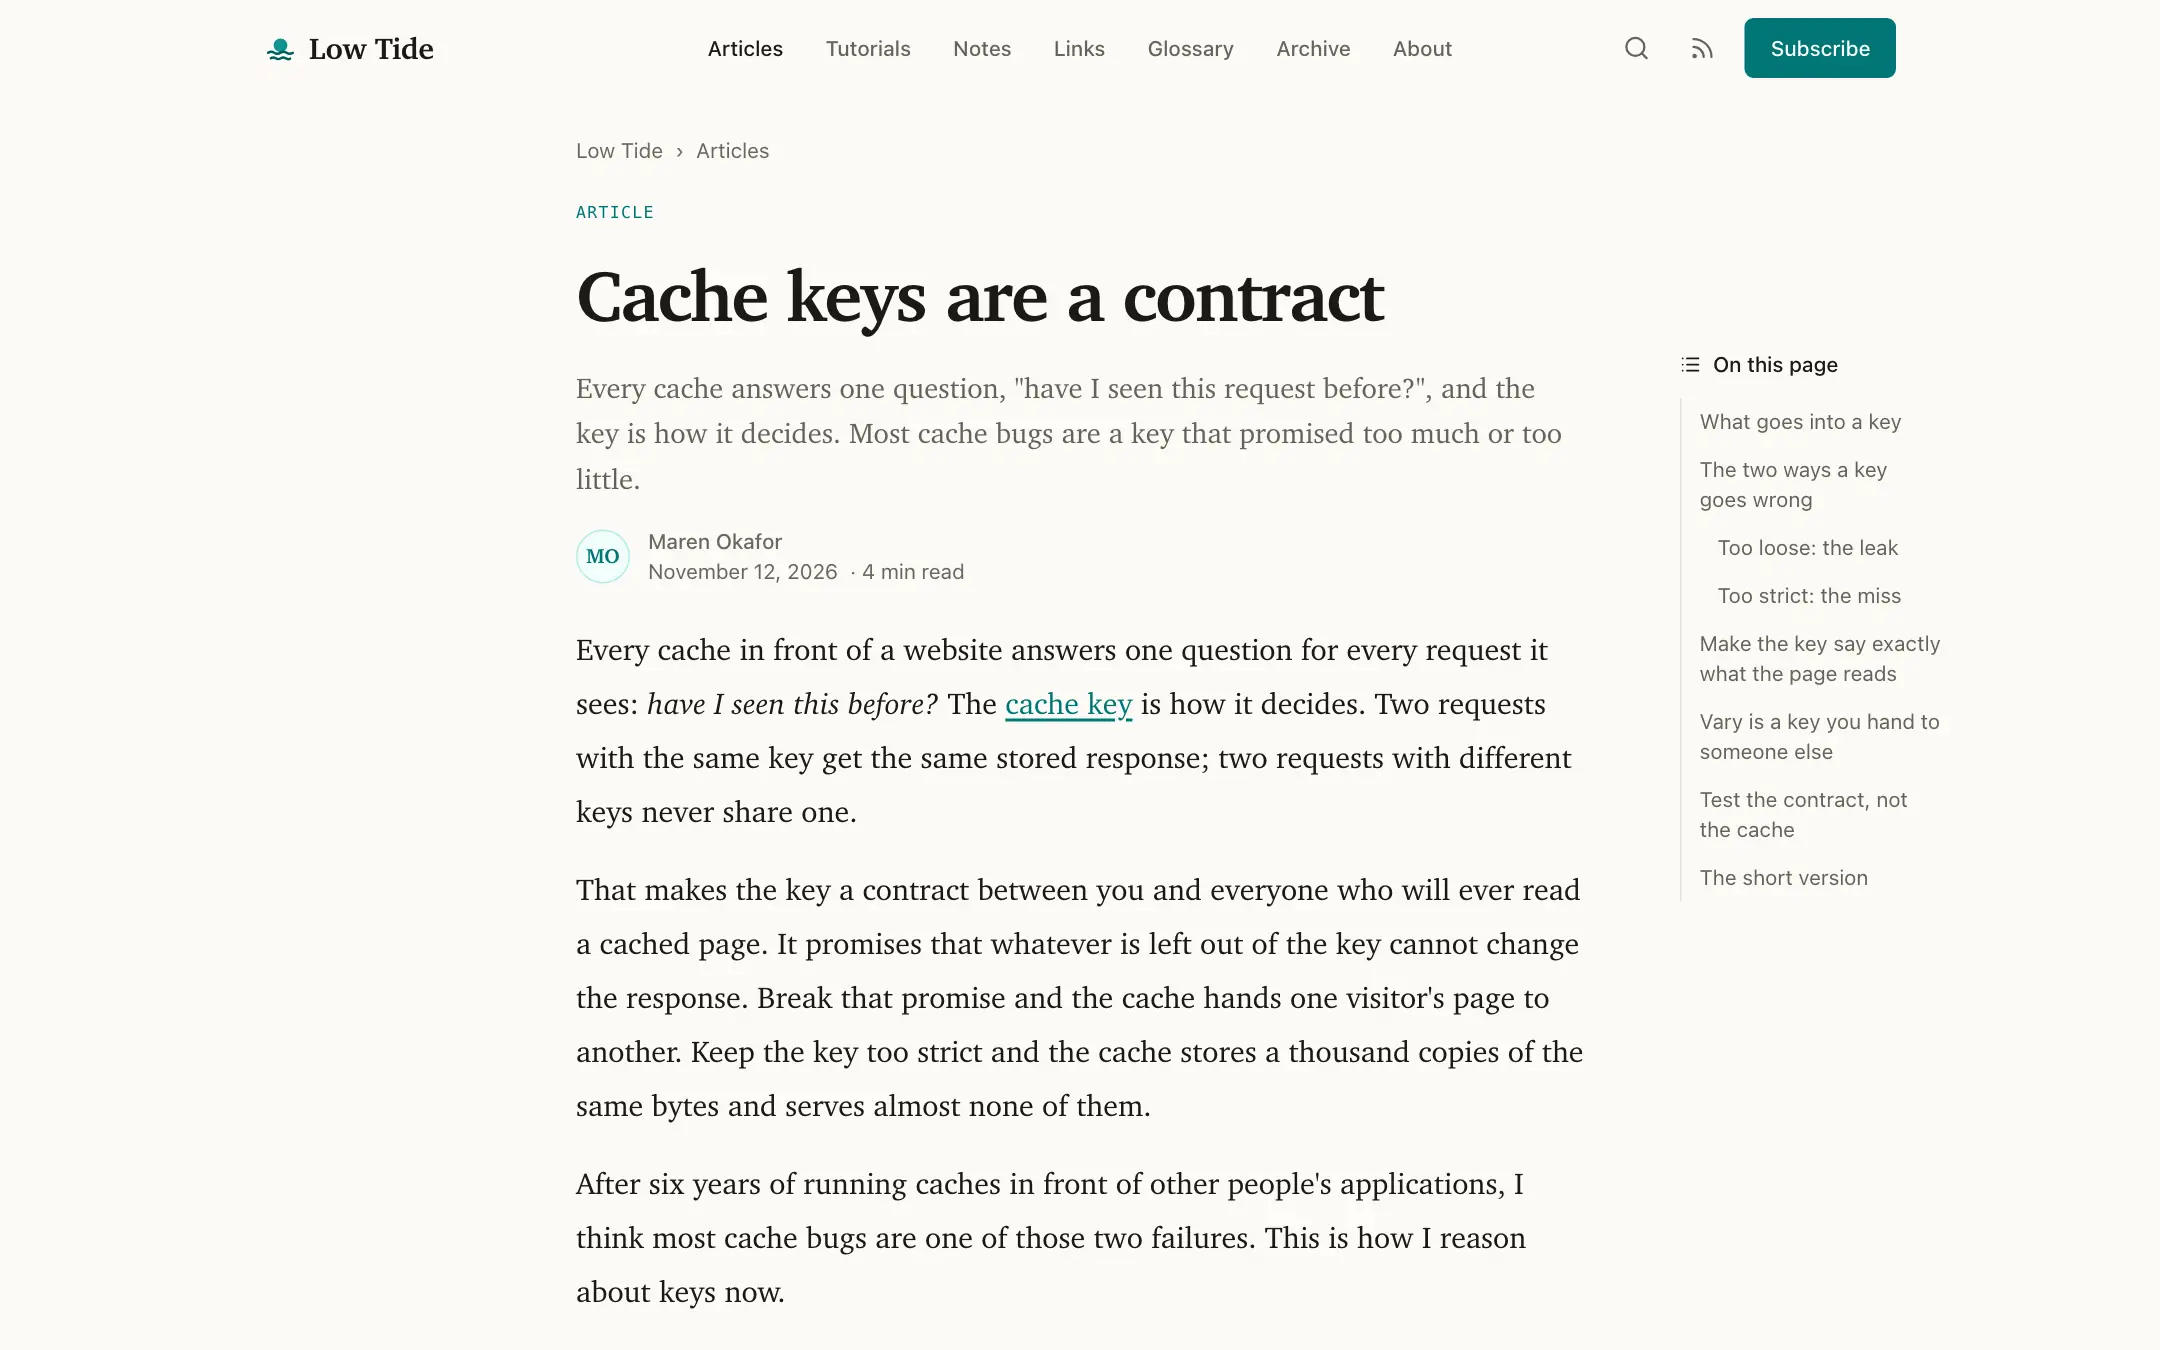 Low Tide
Articles
Tutorials
Notes
Links
Glossary
Archive
About
Subscribe
Low Tide › Articles
ARTICLE
Cache keys are a contract
Every cache answers one question, "have I seen this request before?", and the
key is how it decides. Most cache bugs are a key that promised too much or too
little.
MO
Maren Okafor
November 12, 2026 · 4 min read
Every cache in front of a website answers one question for every request it
sees: have I seen this before? The cache key is how it decides. Two requests
with the same key get the same stored response; two requests with different
keys never share one.
That makes the key a contract between you and everyone who will ever read
a cached page. It promises that whatever is left out of the key cannot change
the response. Break that promise and the cache hands one visitor's page to
another. Keep the key too strict and the cache stores a thousand copies of the
same bytes and serves almost none of them.
After six years of running caches in front of other people's applications, I
think most cache bugs are one of those two failures. This is how I reason
about keys now.
On this page
What goes into a key
The two ways a key
goes wrong
Too loose: the leak
Too strict: the miss
Make the key say exactly
what the page reads
Vary is a key you hand to
someone else
Test the contract, not
the cache
The short version